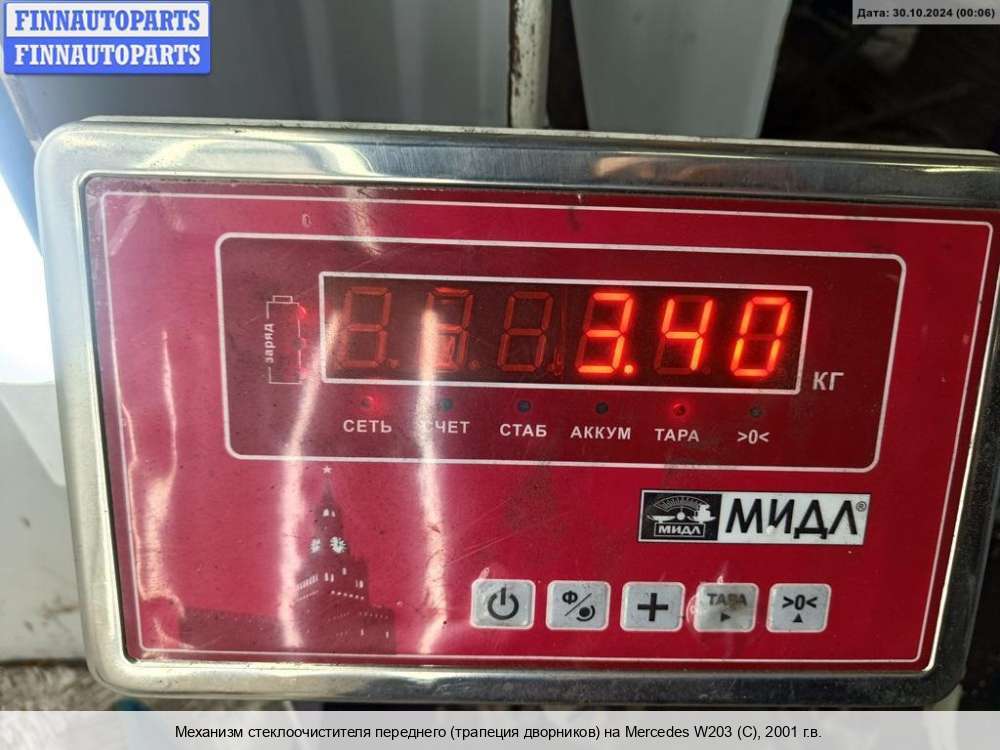 FINNAUTOPARTS
FINNAUTOPARTS
Дата: 30.10.2024 (00:06)
заряд
3.40
КГ
СЕТЬ СЧЕТ СТАБ АККУМ ТАРА >0<
МИДЛ МИДЛ®
Ф ТАРА >0<
Механизм стеклоочистителя переднего (трапеция дворников) на Mercedes W203 (C), 2001 г.в.